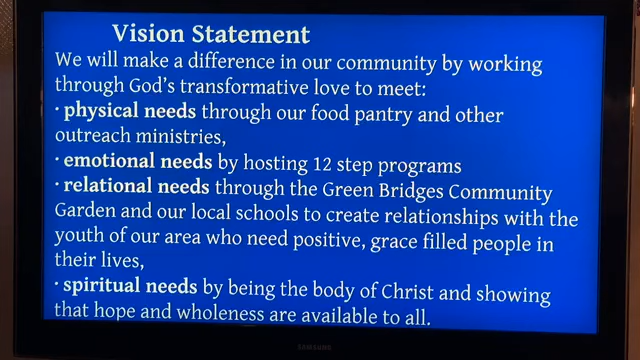 Vision Statement
We will make a difference in our community by working
through God's transformative love to meet:
· physical needs through our food pantry and other
outreach ministries,
· emotional needs by hosting 12 step programs
· relational needs through the Green Bridges Community
Garden and our local schools to create relationships with the
youth of our area who need positive, grace filled people in
their lives,
· spiritual needs by being the body of Christ and showing
that hope and wholeness are available to all.
SAMSUNG